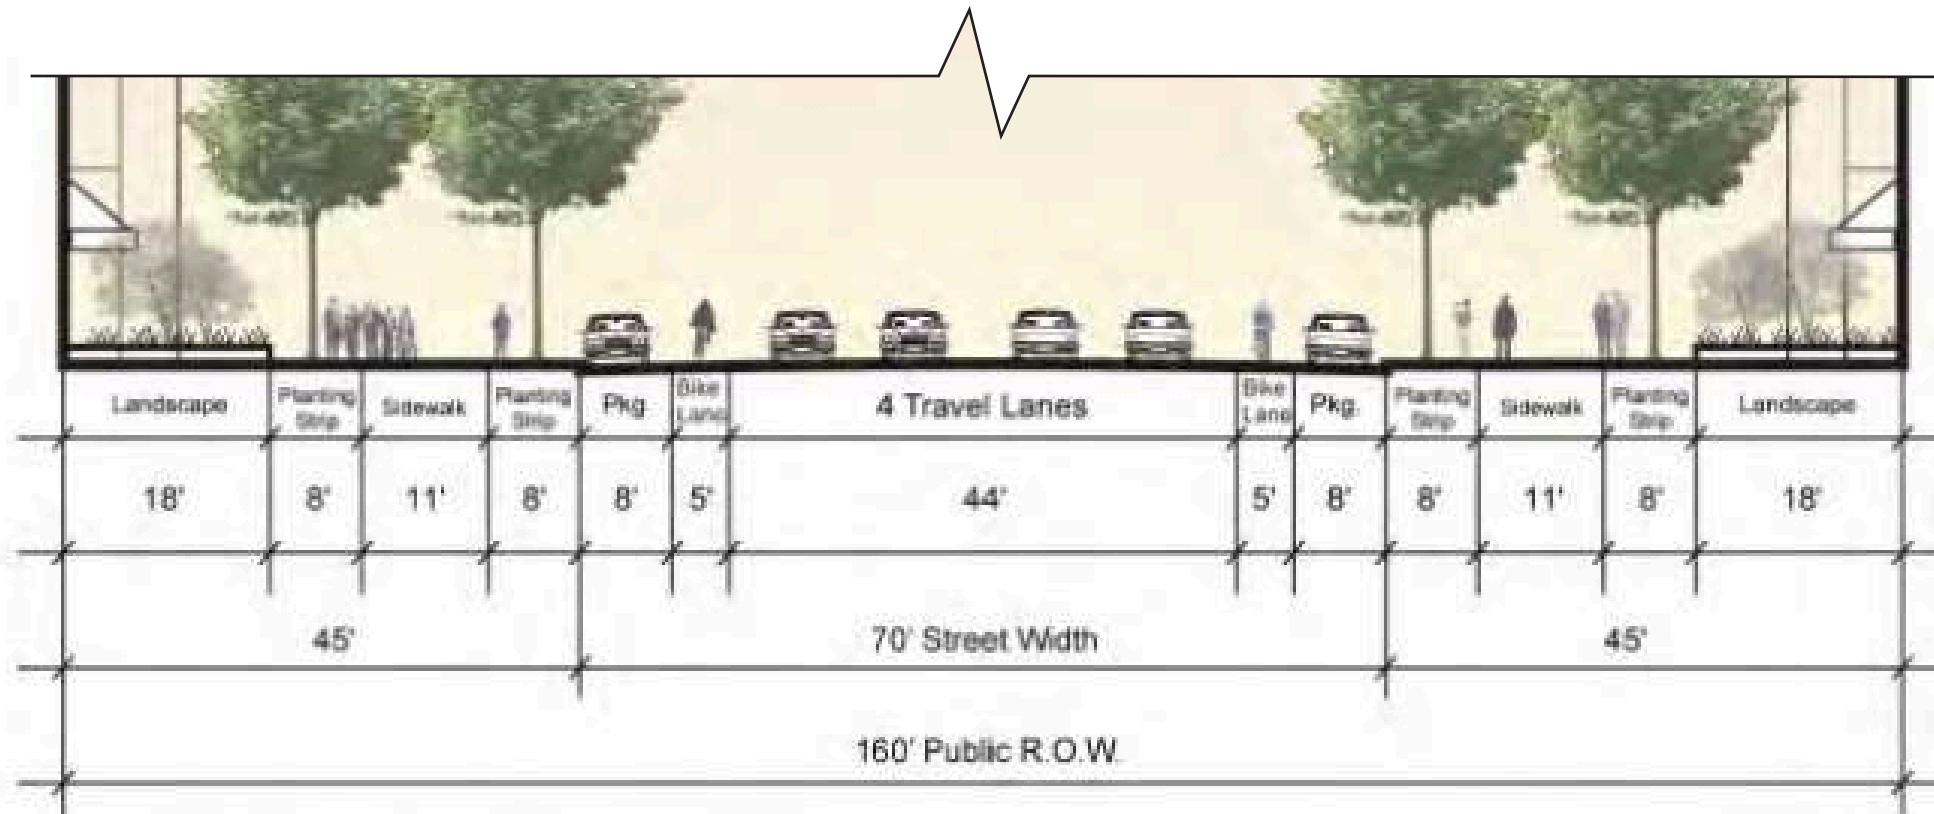 Landscape
Planting
Strip
Sidewalk
Planting
Strip
Pkg
Bike
Lane
4 Travel Lanes
Bike
Lane
Pkg.
Planting
Strip
Sidewalk
Planting
Strip
Landscape
18'
8'
11'
8'
8'
5'
44'
5'
8'
8'
11'
8'
18'
45'
70' Street Width
45'
160' Public R.O.W.